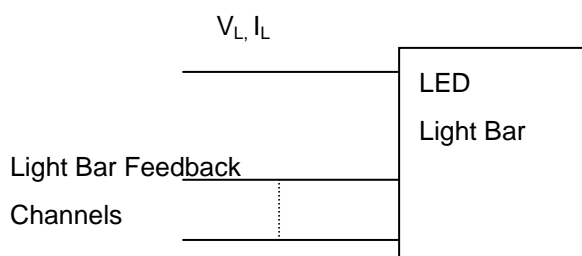 VL, IL
LED
Light Bar
Light Bar Feedback
Channels